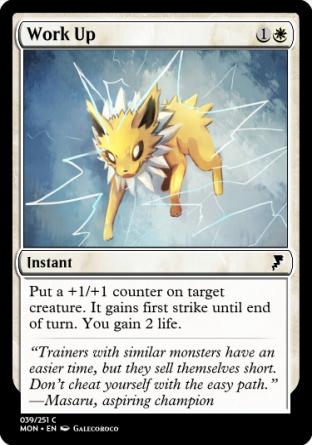 Work Up 1
Instant
Put a +1/+1 counter on target
creature. It gains first strike until end
of turn. You gain 2 life.
“Trainers with similar monsters have an
easier time, but they sell themselves short.
Don’t cheat yourself with the easy path.”
—Masaru, aspiring champion
039/251 C
MON • EN Galecoroco